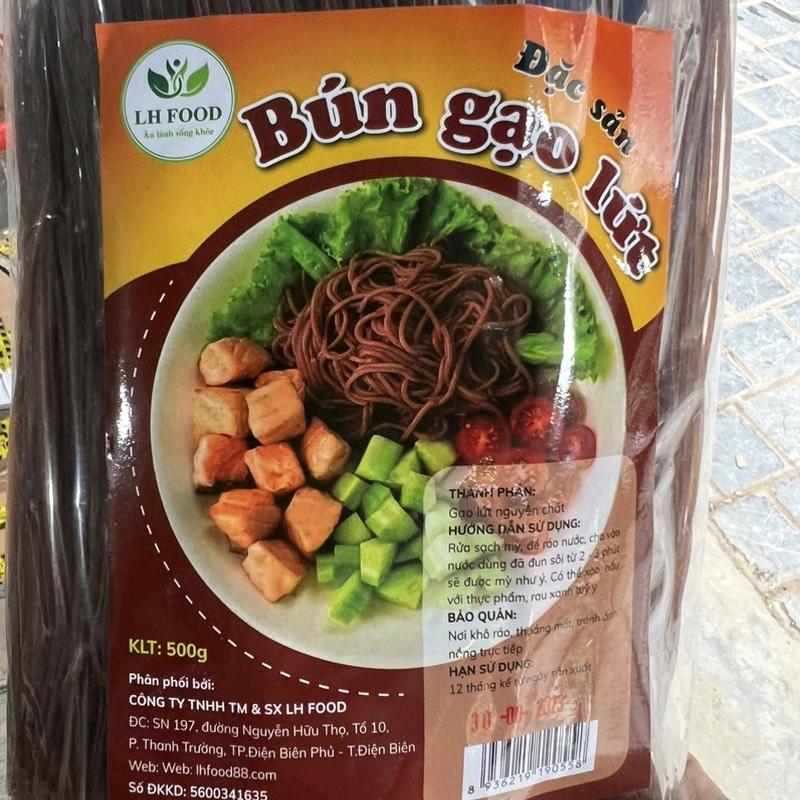 LH FOOD
Ăn lành sống khỏe
Đặc sản
Bún gạo lứt
THÀNH PHẦN:
Gạo lứt nguyên chất
HƯỚNG DẪN SỬ DỤNG:
Rửa sạch mỳ, để ráo nước, cho vào
nước dùng đã đun sôi từ 2 - 3 phút
sẽ được mỳ như ý. Có thể xào, nấu
với thực phẩm, rau xanh tuỳ ý
BẢO QUẢN:
Nơi khô ráo, thoáng mát, tránh ánh
nắng trực tiếp
HẠN SỬ DỤNG:
12 tháng kể từ ngày sản xuất
2023
8 936219 190558
KLT: 500g
Phân phối bởi:
CÔNG TY TNHH TM & SX LH FOOD
ĐC: SN 197, đường Nguyễn Hữu Thọ, Tổ 10,
P. Thanh Trường, TP.Điện Biên Phủ - T.Điện Biên
Web: Web: lhfood88.com
Số ĐKKD: 5600341635